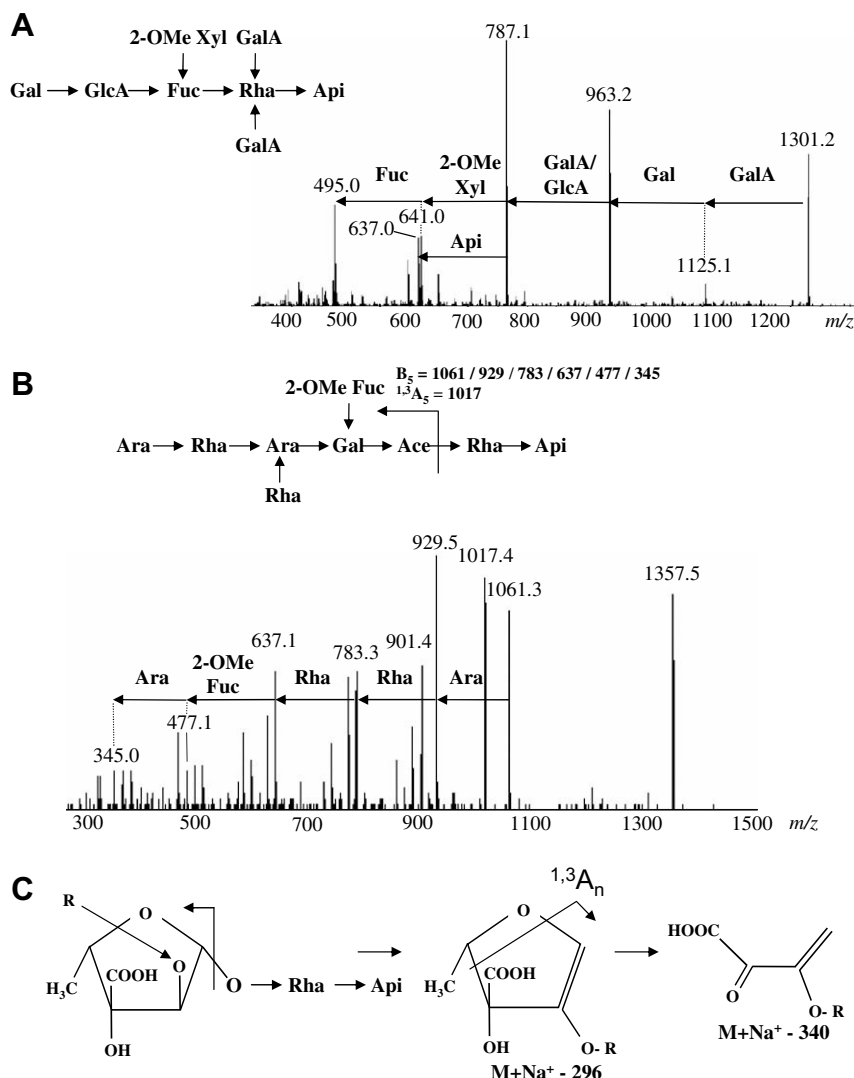 A
2-OMe Xyl GalA
Gal GlcA Fuc Rha Api
GalA
787.1
963.2
1301.2
Fuc 2-OMe Xyl GalA/ GlcA Gal GalA
495.0
641.0
637.0
Api
1125.1
400 500 600 700 800 900 1000 1100 1200 m/z
B
B5 = 1061 / 929 / 783 / 637 / 477 / 345
1,3A5 = 1017
2-OMe Fuc
Ara Rha Ara Gal Ace Rha Api
Rha
929.5
1017.4
1061.3
1357.5
637.1
783.3
901.4
Ara 2-OMe Fuc Rha Rha Ara
477.1
345.0
300 500 700 900 1100 1300 1500 m/z
C
1,3An
R
O
O
COOH
H3C
O
OH
Rha Api
O
COOH
H3C
OH
O- R
M+Na+ - 296
HOOC
O
O- R
M+Na+ - 340